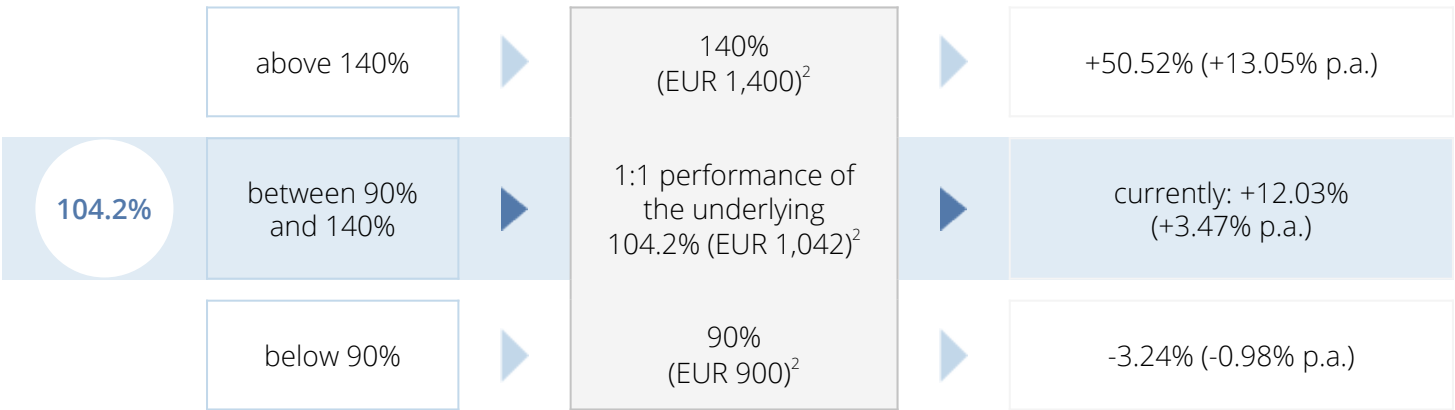 above 140%
140%
(EUR 1,400)²
+50.52% (+13.05% p.a.)
104.2%
between 90%
and 140%
1:1 performance of
the underlying
104.2% (EUR 1,042)²
currently: +12.03%
(+3.47% p.a.)
below 90%
90%
(EUR 900)²
-3.24% (-0.98% p.a.)